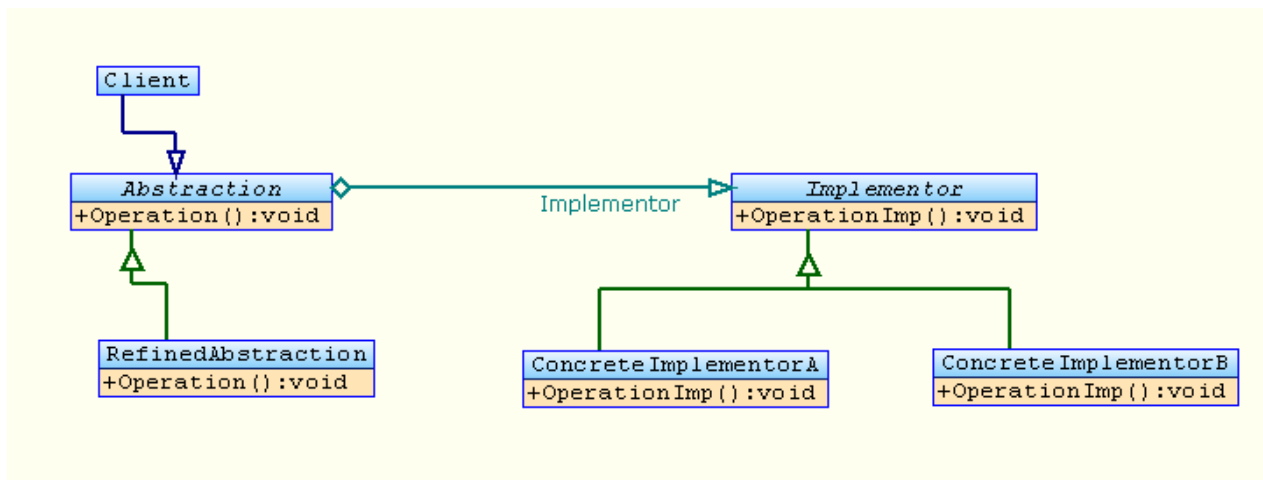 Client
Abstraction
+Operation():void
Implementor
Implementor
+OperationImp():void
RefinedAbstraction
+Operation():void
ConcreteImplementorA
+OperationImp():void
ConcreteImplementorB
+OperationImp():void